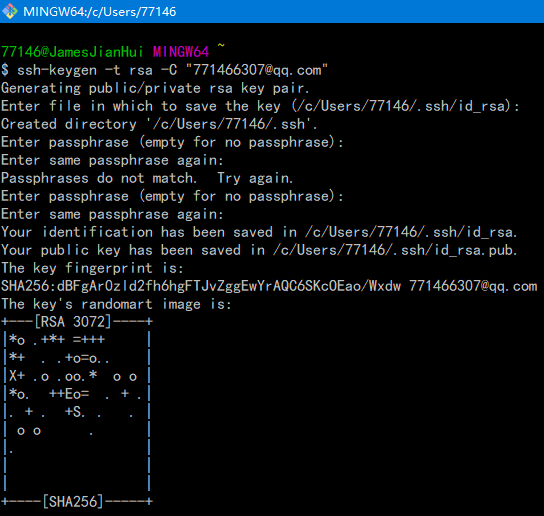 MINGW64:/c/Users/77146
77146@JamesJianHui MINGW64 ~
$ ssh-keygen -t rsa -C "771466307@qq.com"
Generating public/private rsa key pair.
Enter file in which to save the key (/c/Users/77146/.ssh/id_rsa):
Created directory '/c/Users/77146/.ssh'.
Enter passphrase (empty for no passphrase):
Enter same passphrase again:
Passphrases do not match.  Try again.
Enter passphrase (empty for no passphrase):
Enter same passphrase again:
Your identification has been saved in /c/Users/77146/.ssh/id_rsa.
Your public key has been saved in /c/Users/77146/.ssh/id_rsa.pub.
The key fingerprint is:
SHA256:dBFgArOzld2fh6hgFTJvZggEwYrAQC6SKcOEao/Wxdw 771466307@qq.com
The key's randomart image is:
+---[RSA 3072]----+
|*o .+*+ =+++     |
|*+  . .+o=o..    |
|X+ .o .oo.*  o o |
|*o.  ++Eo=  . + .|
|. + .  +S. .   . |
| o o      .      |
|.                |
|                 |
|                 |
+----[SHA256]-----+